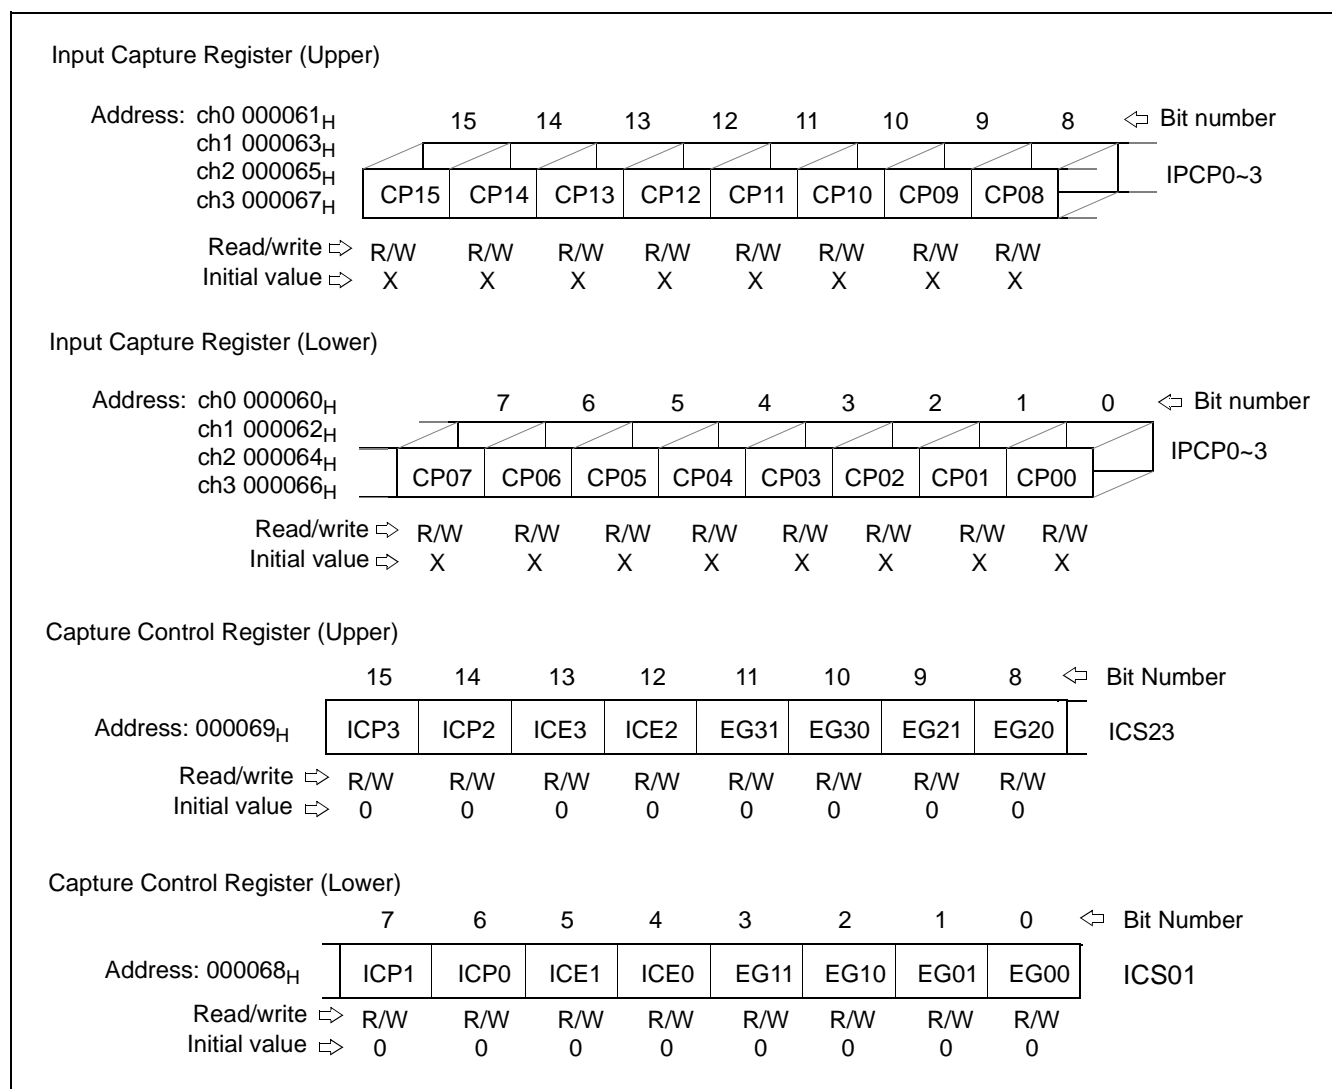 Input Capture Register (Upper)
Address: ch0 000061H
ch1 000063H
ch2 000065H
ch3 000067H
15 14 13 12 11 10 9 8 ⇦ Bit number
CP15 CP14 CP13 CP12 CP11 CP10 CP09 CP08 IPCP0~3
Read/write ⇨ R/W R/W R/W R/W R/W R/W R/W R/W
Initial value ⇨ X X X X X X X X
Input Capture Register (Lower)
Address: ch0 000060H
ch1 000062H
ch2 000064H
ch3 000066H
7 6 5 4 3 2 1 0 ⇦ Bit number
CP07 CP06 CP05 CP04 CP03 CP02 CP01 CP00 IPCP0~3
Read/write ⇨ R/W R/W R/W R/W R/W R/W R/W R/W
Initial value ⇨ X X X X X X X X
Capture Control Register (Upper)
15 14 13 12 11 10 9 8 ⇦ Bit Number
Address: 000069H ICP3 ICP2 ICE3 ICE2 EG31 EG30 EG21 EG20 ICS23
Read/write ⇨ R/W R/W R/W R/W R/W R/W R/W R/W
Initial value ⇨ 0 0 0 0 0 0 0 0
Capture Control Register (Lower)
7 6 5 4 3 2 1 0 ⇦ Bit Number
Address: 000068H ICP1 ICP0 ICE1 ICE0 EG11 EG10 EG01 EG00 ICS01
Read/write ⇨ R/W R/W R/W R/W R/W R/W R/W R/W
Initial value ⇨ 0 0 0 0 0 0 0 0